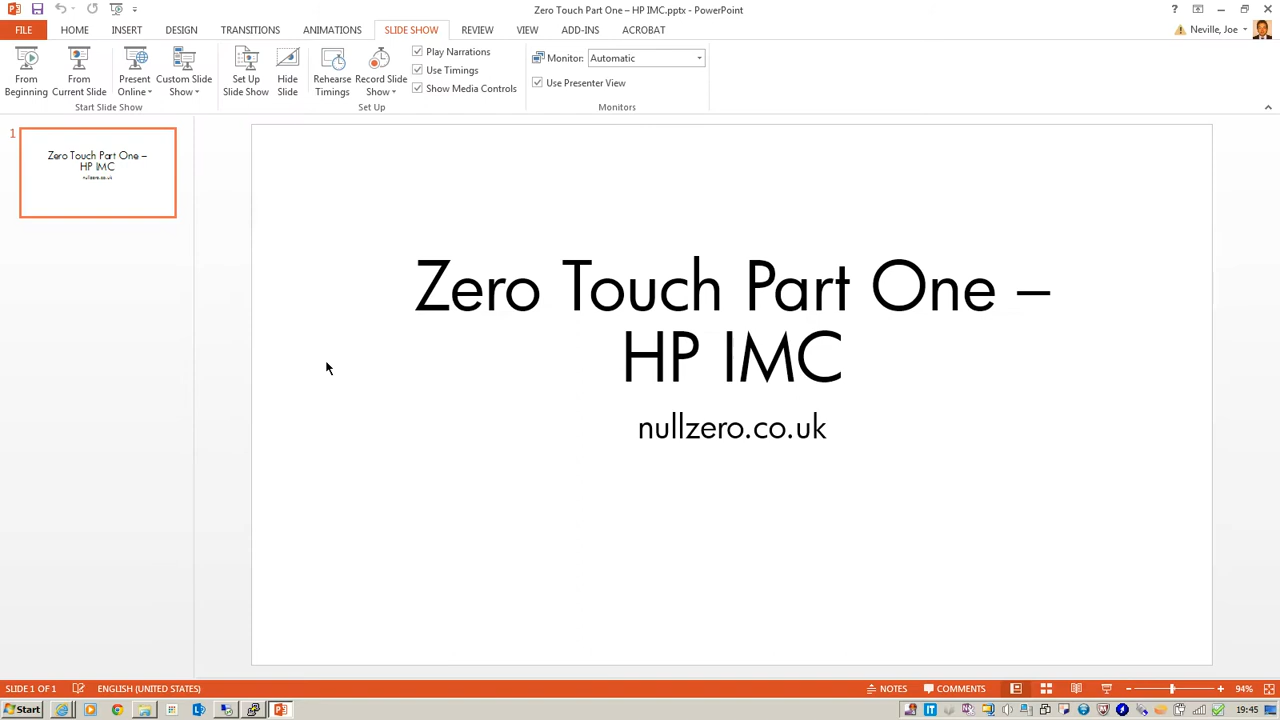 Zero Touch Part One – HP IMC.pptx - PowerPoint
FILE HOME INSERT DESIGN TRANSITIONS ANIMATIONS SLIDE SHOW REVIEW VIEW ADD-INS ACROBAT
Neville, Joe
From Beginning
From Current Slide
Present Online
Custom Slide Show
Start Slide Show
Set Up Slide Show
Hide Slide
Rehearse Timings
Record Slide Show
Play Narrations
Use Timings
Show Media Controls
Set Up
Monitor: Automatic
Use Presenter View
Monitors
1
Zero Touch Part One –
HP IMC
nullzero.co.uk
Zero Touch Part One –
HP IMC
nullzero.co.uk
SLIDE 1 OF 1 ENGLISH (UNITED STATES) NOTES COMMENTS 94%
Start 19:45